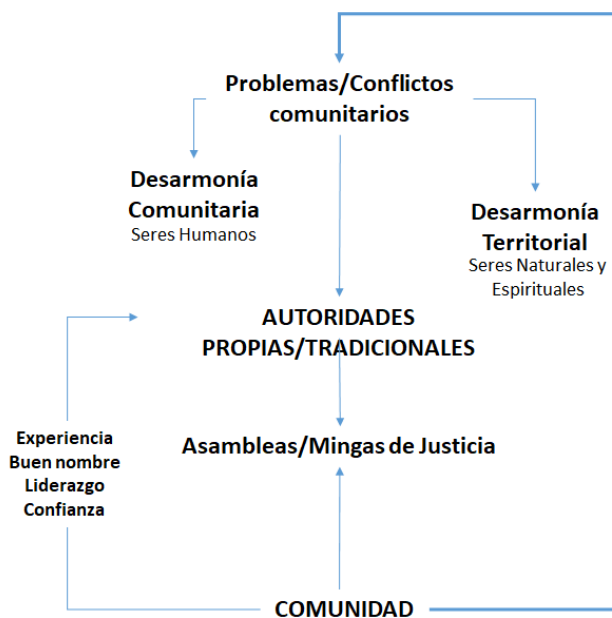 Problemas/Conflictos
comunitarios
Desarmonía
Comunitaria
Seres Humanos
Desarmonía
Territorial
Seres Naturales y
Espirituales
AUTORIDADES
PROPIAS/TRADICIONALES
Experiencia
Buen nombre
Liderazgo
Confianza
Asambleas/Mingas de Justicia
COMUNIDAD